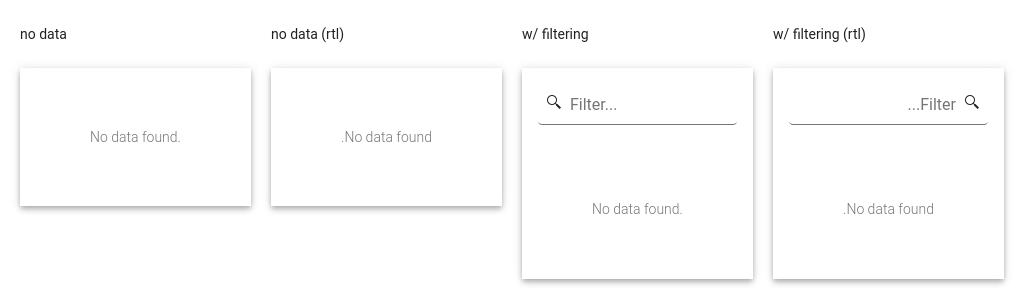 no data
No data found.
no data (rtl)
.No data found
w/ filtering
Filter...
No data found.
w/ filtering (rtl)
...Filter
.No data found